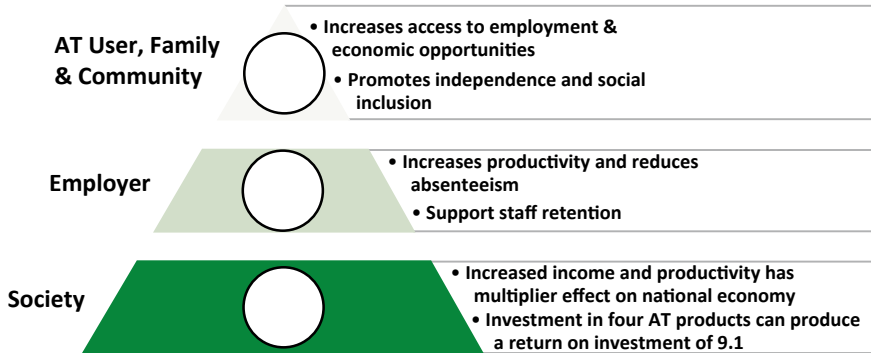 AT User, Family
& Community
• Increases access to employment &
economic opportunities
• Promotes independence and social
inclusion
Employer
• Increases productivity and reduces
absenteeism
• Support staff retention
Society
• Increased income and productivity has
multiplier effect on national economy
• Investment in four AT products can produce
a return on investment of 9.1